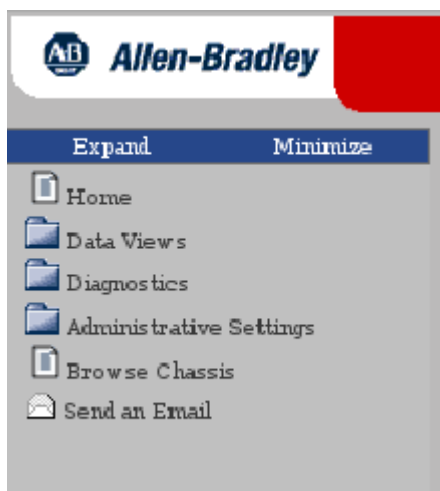 AB
Allen-Bradley
Expand Minimize
Home
Data Views
Diagnostics
Administrative Settings
Browse Chassis
Send an Email